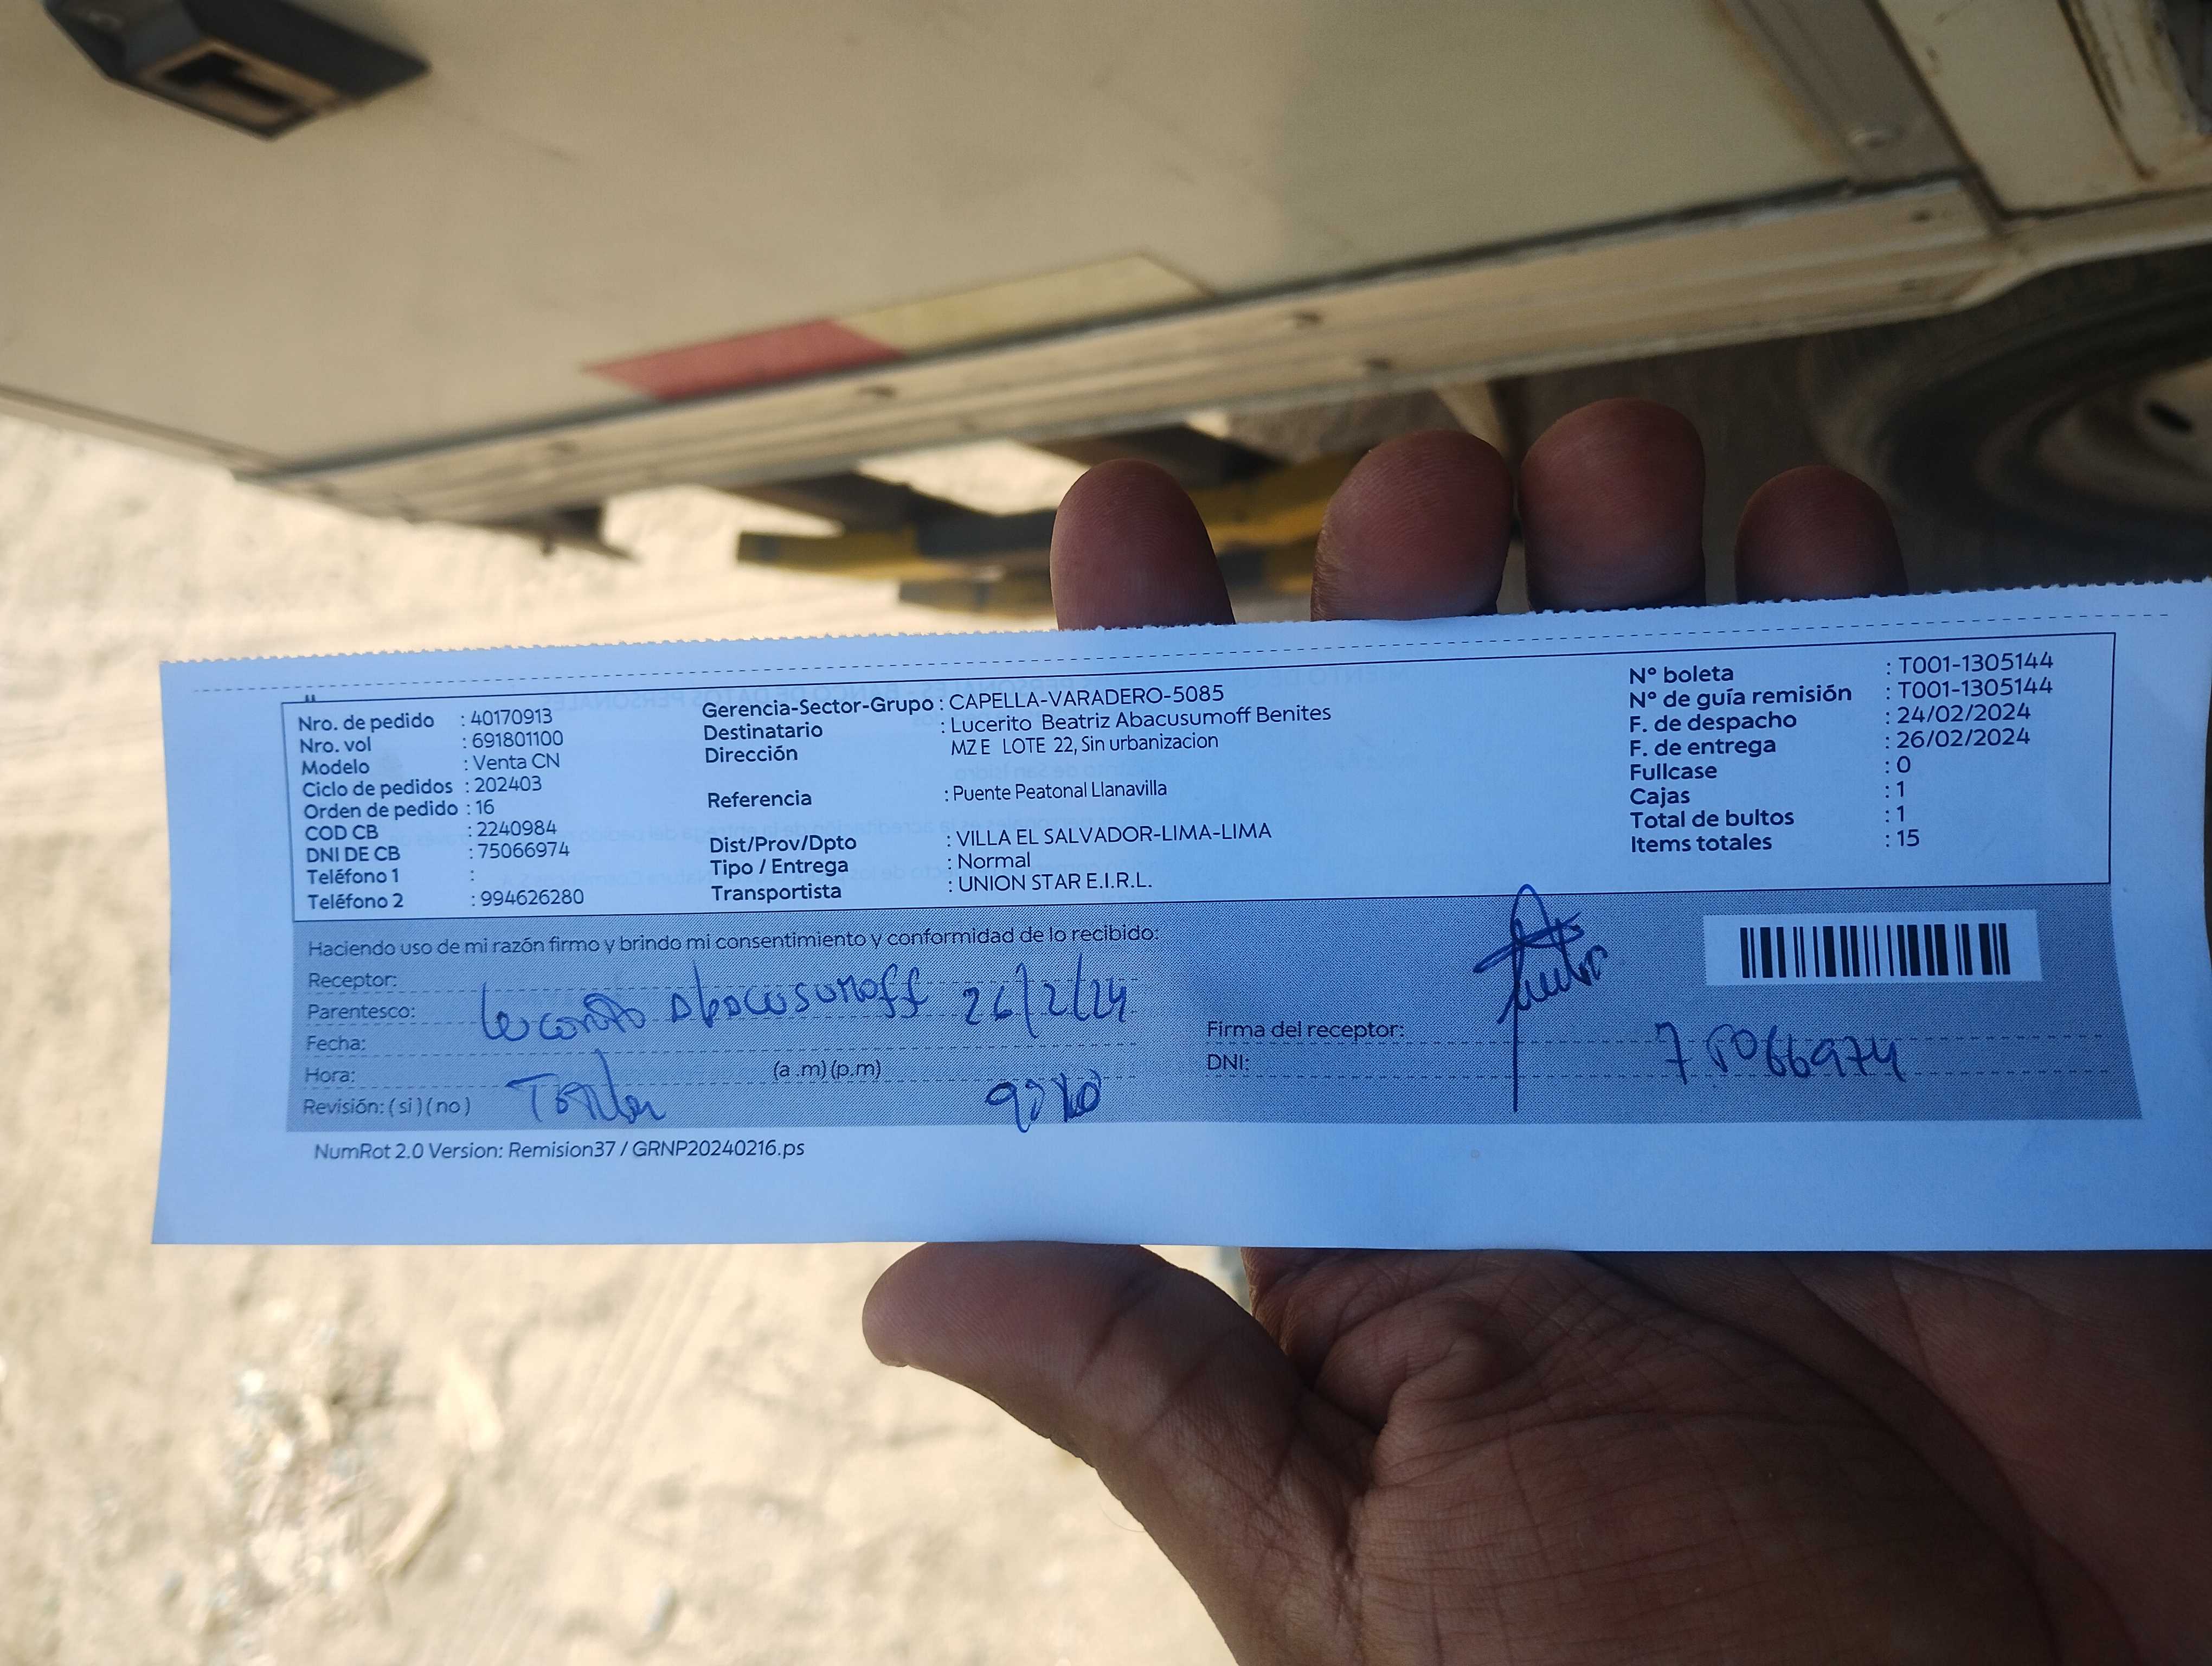 Nro. de pedido : 40170913
Nro. vol : 691801100
Modelo : Venta CN
Ciclo de pedidos : 202403
Orden de pedido : 16
COD CB : 2240984
DNI DE CB : 75066974
Teléfono 1 :
Teléfono 2 : 994626280
Gerencia-Sector-Grupo : CAPELLA-VARADERO-5085
Destinatario : Lucerito Beatriz Abacusumoff Benites
Dirección MZ E LOTE 22, Sin urbanizacion
Referencia : Puente Peatonal Llanavilla
Dist/Prov/Dpto : VILLA EL SALVADOR-LIMA-LIMA
Tipo / Entrega : Normal
Transportista : UNION STAR E.I.R.L.
N° boleta : T001-1305144
N° de guía remisión : T001-1305144
F. de despacho : 24/02/2024
F. de entrega : 26/02/2024
Fullcase : 0
Cajas : 1
Total de bultos : 1
Items totales : 15
Haciendo uso de mi razón firmo y brindo mi consentimiento y conformidad de lo recibido:
Receptor:
Parentesco: Abacusumoff 26/2/24
Fecha:
Hora: (a .m) (p.m)
Revisión: ( si ) ( no )
Firma del receptor:
DNI: 75066974
NumRot 2.0 Version: Remision37 / GRNP20240216.ps